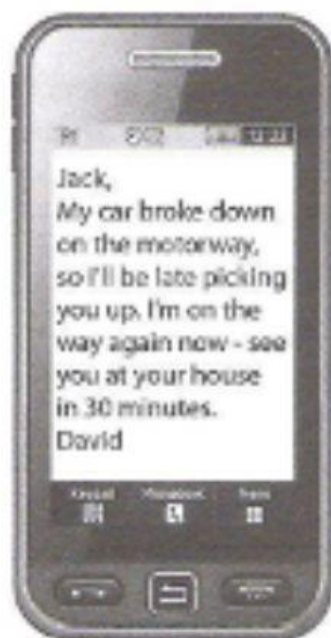 Jack,
My car broke down
on the motorway,
so I'll be late picking
you up. I'm on the
way again now - see
you at your house
in 30 minutes.
David